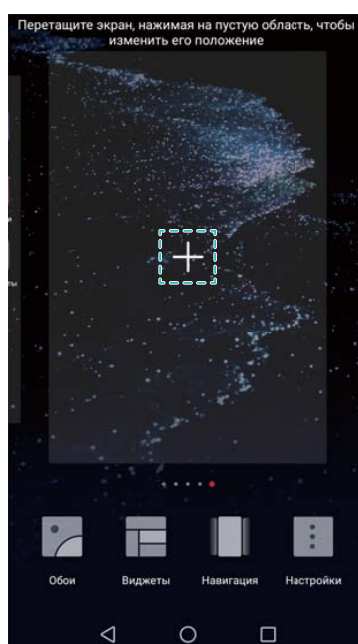 Перетащите экран, нажимая на пустую область, чтобы
изменить его положение
Обои Виджеты Навигация Настройки